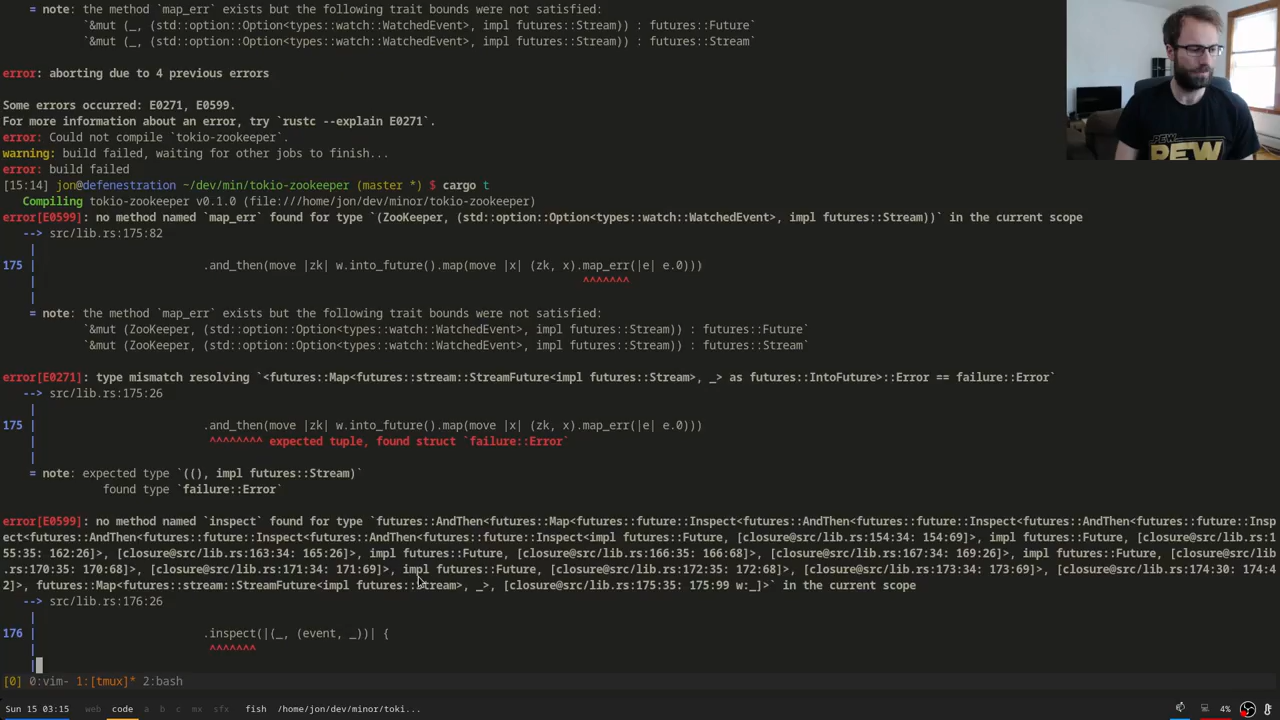 = note: the method `map_err` exists but the following trait bounds were not satisfied:
`&mut (_, (std::option::Option<types::watch::WatchedEvent>, impl futures::Stream)) : futures::Future`
`&mut (_, (std::option::Option<types::watch::WatchedEvent>, impl futures::Stream)) : futures::Stream`
error: aborting due to 4 previous errors
Some errors occurred: E0271, E0599.
For more information about an error, try `rustc --explain E0271`.
error: Could not compile `tokio-zookeeper`.
warning: build failed, waiting for other jobs to finish...
error: build failed
[15:14] jon@defenestration ~/dev/min/tokio-zookeeper (master *) $ cargo t
Compiling tokio-zookeeper v0.1.0 (file:///home/jon/dev/minor/tokio-zookeeper)
error[E0599]: no method named `map_err` found for type `(ZooKeeper, (std::option::Option<types::watch::WatchedEvent>, impl futures::Stream))` in the current scope
--> src/lib.rs:175:82
|
175 | .and_then(move |zk| w.into_future().map(move |x| (zk, x).map_err(|e| e.0)))
| ^^^^^^^
|
= note: the method `map_err` exists but the following trait bounds were not satisfied:
`&mut (ZooKeeper, (std::option::Option<types::watch::WatchedEvent>, impl futures::Stream)) : futures::Future`
`&mut (ZooKeeper, (std::option::Option<types::watch::WatchedEvent>, impl futures::Stream)) : futures::Stream`
error[E0271]: type mismatch resolving `<futures::Map<futures::stream::StreamFuture<impl futures::Stream>, _> as futures::IntoFuture>::Error == failure::Error`
--> src/lib.rs:175:26
|
175 | .and_then(move |zk| w.into_future().map(move |x| (zk, x).map_err(|e| e.0)))
| ^^^^^^^^ expected tuple, found struct `failure::Error`
|
= note: expected type `((), impl futures::Stream)`
found type `failure::Error`
error[E0599]: no method named `inspect` found for type `futures::AndThen<futures::Map<futures::future::Inspect<futures::AndThen<futures::future::Inspect<futures::AndThen<futures::future::Insp
ect<futures::AndThen<futures::future::Inspect<futures::AndThen<futures::future::Inspect<impl futures::Future, [closure@src/lib.rs:154:34: 154:69]>, impl futures::Future, [closure@src/lib.rs:1
55:35: 162:26]>, [closure@src/lib.rs:163:34: 165:26]>, impl futures::Future, [closure@src/lib.rs:166:35: 166:68]>, [closure@src/lib.rs:167:34: 169:26]>, impl futures::Future, [closure@src/lib
.rs:170:35: 170:68]>, [closure@src/lib.rs:171:34: 171:69]>, impl futures::Future, [closure@src/lib.rs:172:35: 172:68]>, [closure@src/lib.rs:173:34: 173:69]>, [closure@src/lib.rs:174:30: 174:4
2]>, futures::Map<futures::stream::StreamFuture<impl futures::Stream>, _>, [closure@src/lib.rs:175:35: 175:99 w:_]>` in the current scope
--> src/lib.rs:176:26
|
176 | .inspect(|(_, (event, _))| {
| ^^^^^^^
|
PEW
PEW
[0] 0:vim- 1:[tmux]* 2:bash
Sun 15 03:15 web code a b c mx sfx fish /home/jon/dev/minor/toki... 4%